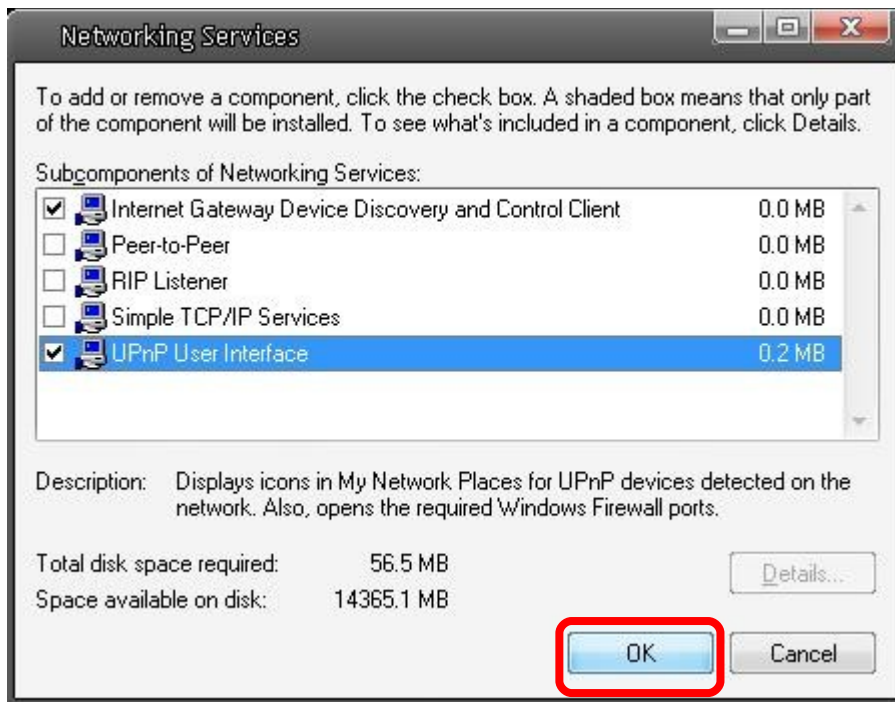 Networking Services
To add or remove a component, click the check box. A shaded box means that only part
of the component will be installed. To see what's included in a component, click Details.
Subcomponents of Networking Services:
Internet Gateway Device Discovery and Control Client 0.0 MB
Peer-to-Peer 0.0 MB
RIP Listener 0.0 MB
Simple TCP/IP Services 0.0 MB
UPnP User Interface 0.2 MB
Description: Displays icons in My Network Places for UPnP devices detected on the
network. Also, opens the required Windows Firewall ports.
Total disk space required: 56.5 MB
Space available on disk: 14365.1 MB
Details...
OK Cancel